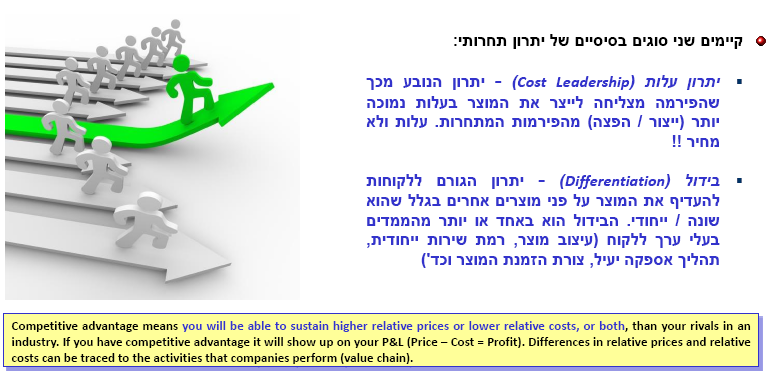 קיימים שני סוגים בסיסיים של יתרון תחרותי:
יתרון עלות (Cost Leadership) – יתרון הנובע מכך
שהפירמה מצליחה לייצר את המוצר בעלות נמוכה
יותר (ייצור / הפצה) מהפירמות המתחרות. עלות ולא
מחיר !!
בידול (Differentiation) – יתרון הגורם ללקוחות
להעדיף את המוצר על פני מוצרים אחרים בגלל שהוא
שונה / ייחודי. הבידול הוא באחד או יותר מהממדים
בעלי ערך ללקוח (עיצוב מוצר, רמת שירות ייחודית,
תהליך אספקה יעיל, צורת הזמנת המוצר וכד')
Competitive advantage means you will be able to sustain higher relative prices or lower relative costs, or both, than your rivals in an
industry. If you have competitive advantage it will show up on your P&L (Price – Cost = Profit). Differences in relative prices and relative
costs can be traced to the activities that companies perform (value chain).